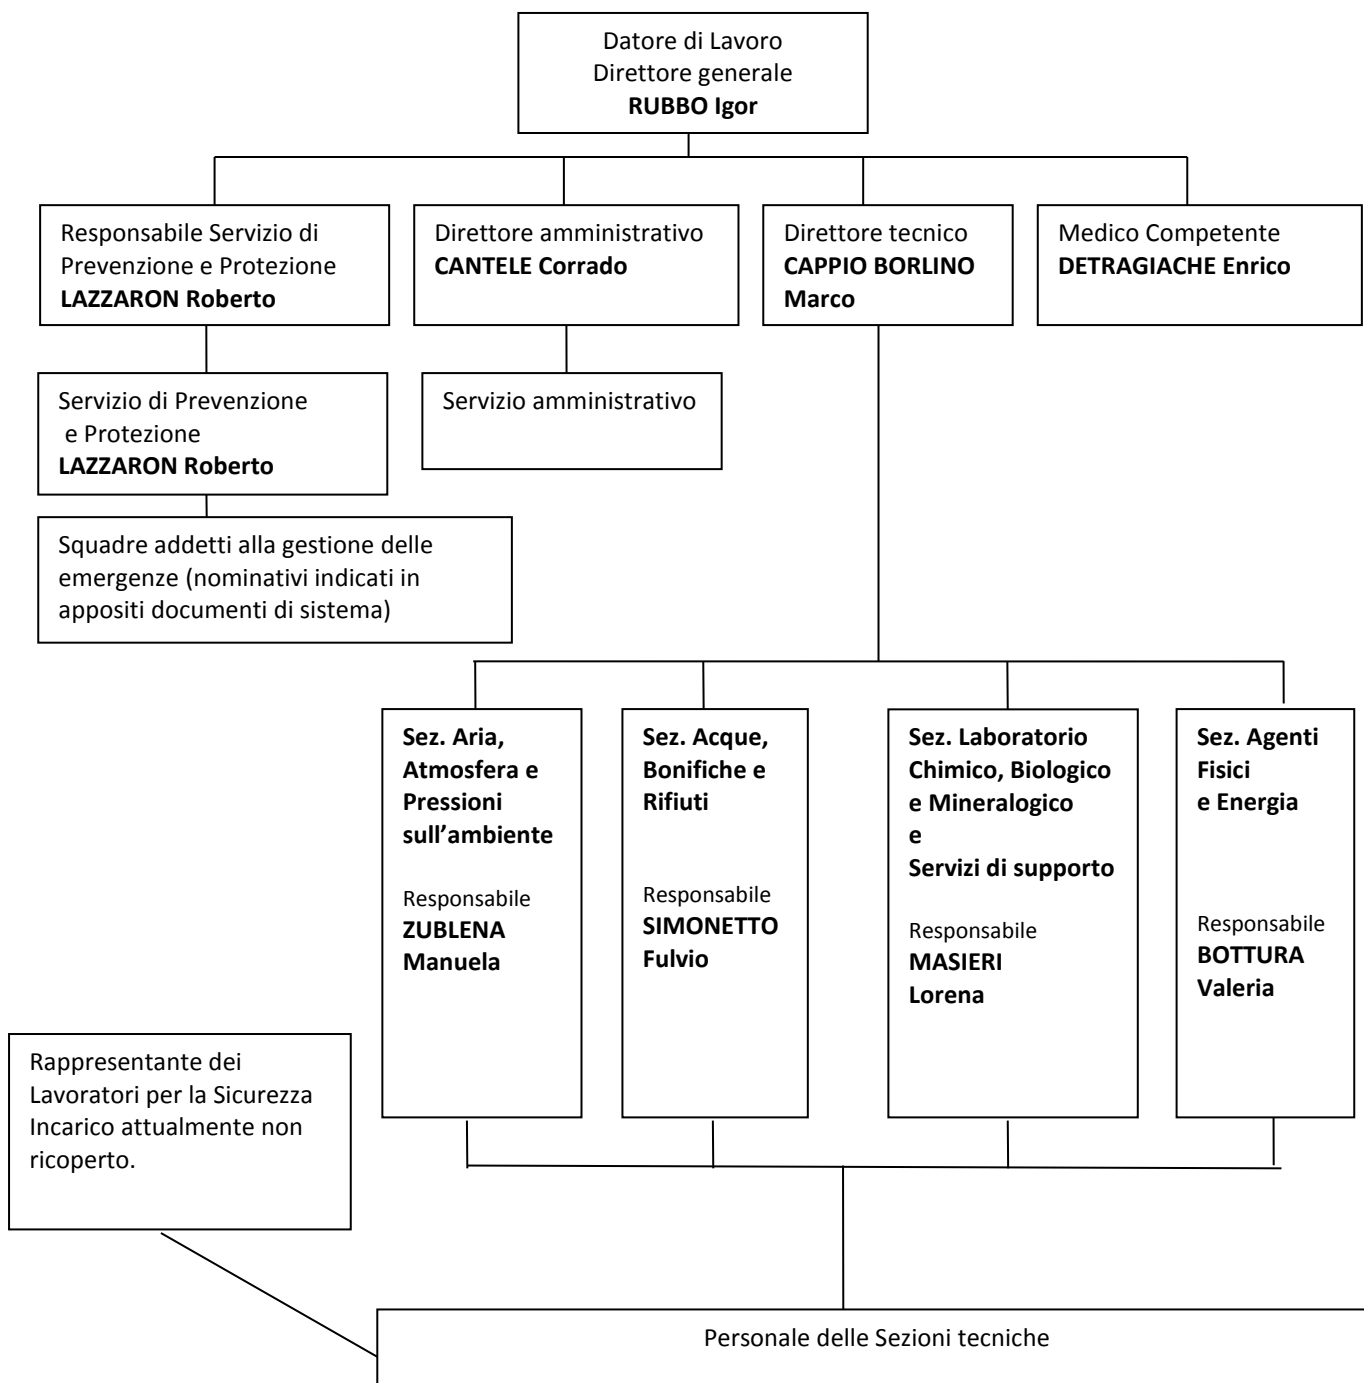 Datore di Lavoro
Direttore generale
RUBBO Igor
Responsabile Servizio di
Prevenzione e Protezione
LAZZARON Roberto
Direttore amministrativo
CANTELE Corrado
Direttore tecnico
CAPPIO BORLINO
Marco
Medico Competente
DETRAGIACHE Enrico
Servizio di Prevenzione
e Protezione
LAZZARON Roberto
Servizio amministrativo
Squadre addetti alla gestione delle
emergenze (nominativi indicati in
appositi documenti di sistema)
Sez. Aria,
Atmosfera e
Pressioni
sull’ambiente
Responsabile
ZUBLENA
Manuela
Sez. Acque,
Bonifiche e
Rifiuti
Responsabile
SIMONETTO
Fulvio
Sez. Laboratorio
Chimico, Biologico
e Mineralogico
e
Servizi di supporto
Responsabile
MASIERI
Lorena
Sez. Agenti
Fisici
e Energia
Responsabile
BOTTURA
Valeria
Rappresentante dei
Lavoratori per la Sicurezza
Incarico attualmente non
ricoperto.
Personale delle Sezioni tecniche